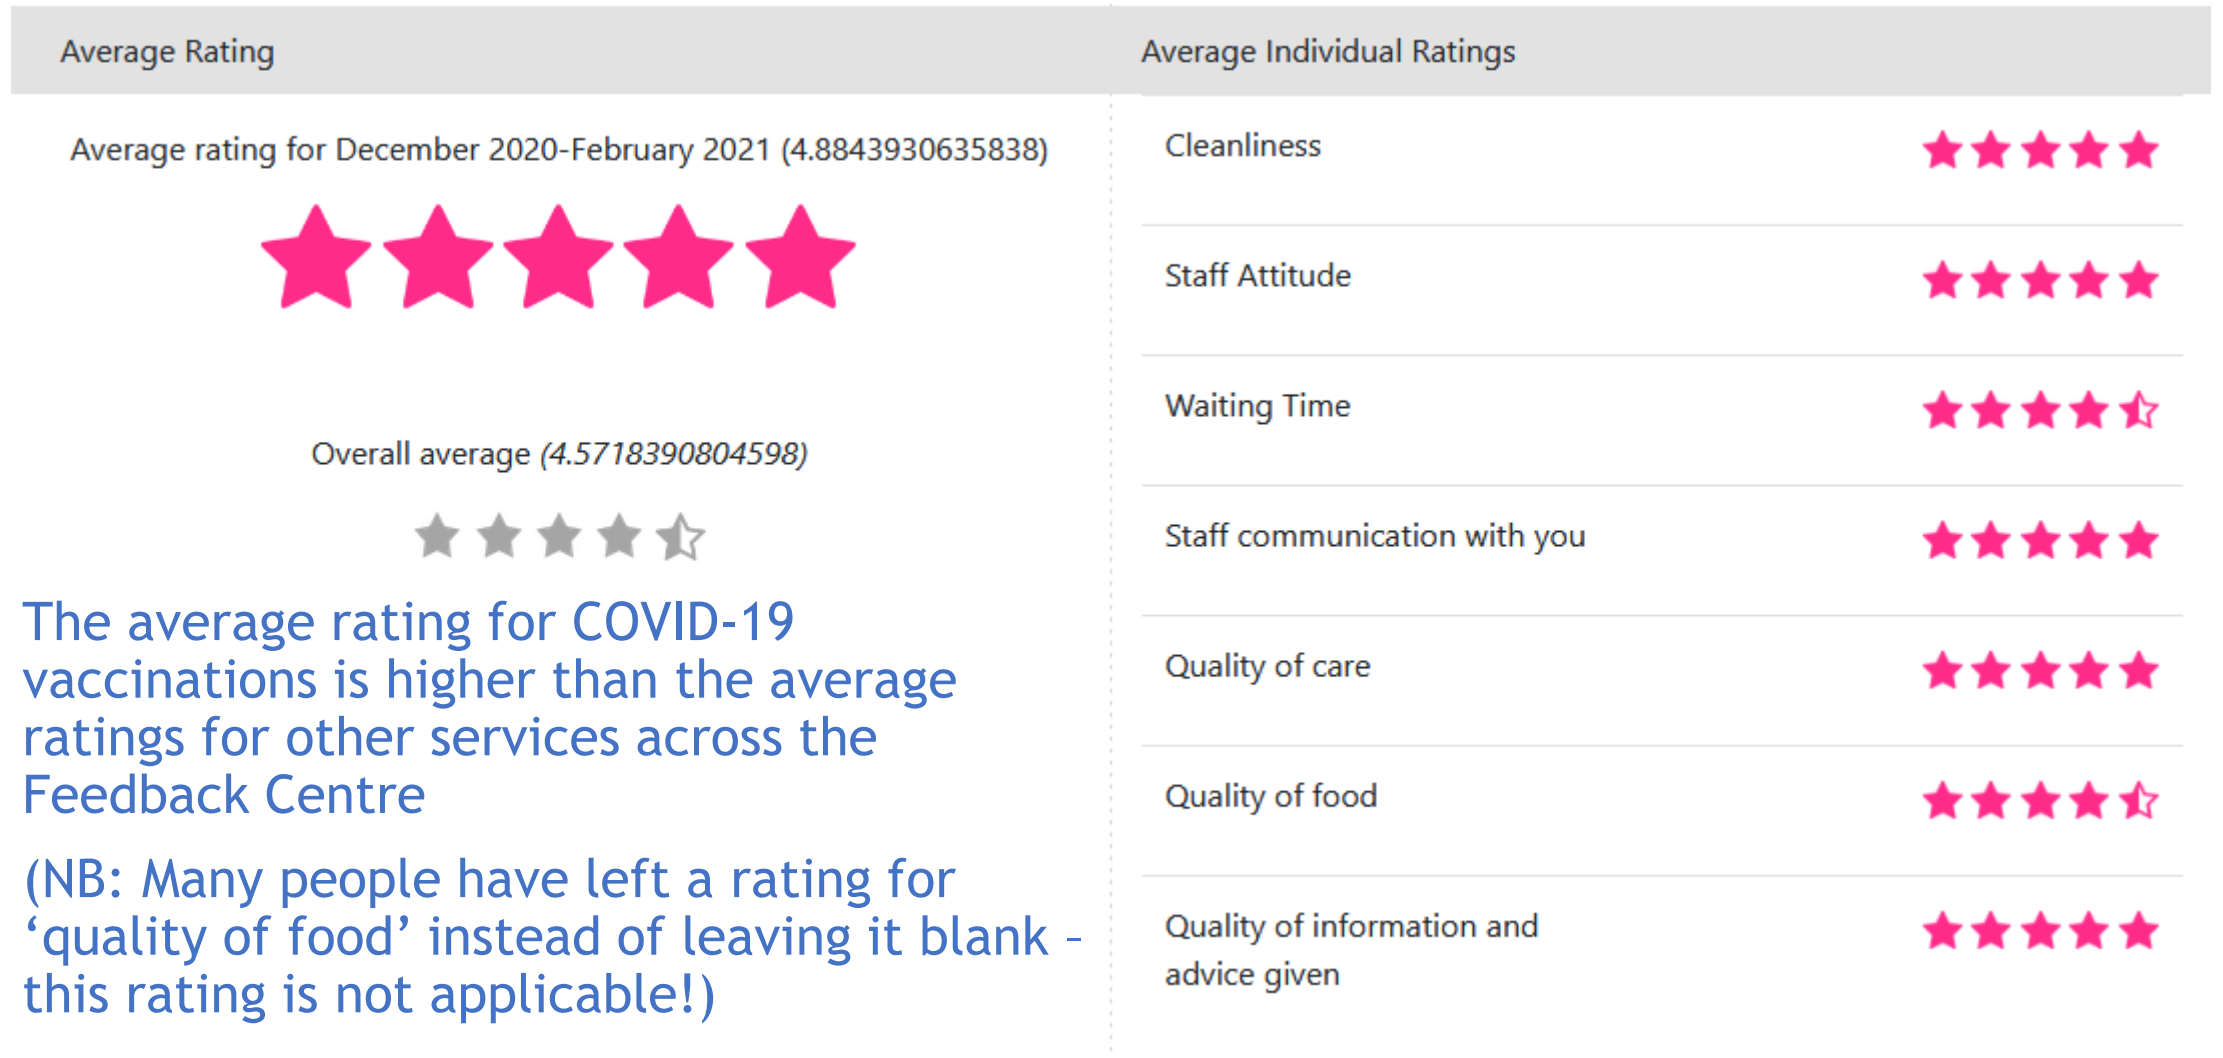 Average Rating
Average rating for December 2020-February 2021 (4.8843930635838)
Overall average (4.5718390804598)
The average rating for COVID-19
vaccinations is higher than the average
ratings for other services across the
Feedback Centre
(NB: Many people have left a rating for
‘quality of food’ instead of leaving it blank –
this rating is not applicable!)
Average Individual Ratings
Cleanliness
Staff Attitude
Waiting Time
Staff communication with you
Quality of care
Quality of food
Quality of information and
advice given